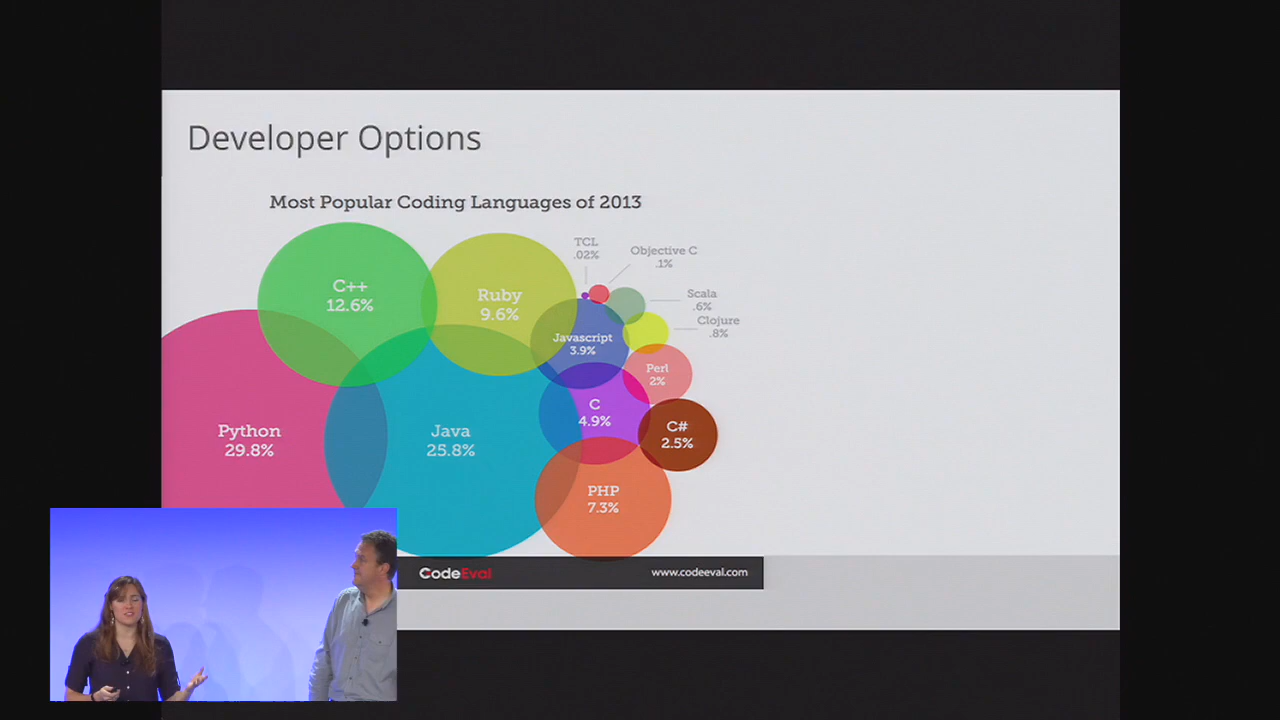 Developer Options
Most Popular Coding Languages of 2013
TCL
.02%
Objective C
.1%
C++
12.6%
Ruby
9.6%
Scala
.6%
Clojure
.8%
Javascript
3.9%
Perl
2%
C
4.9%
C#
2.5%
Python
29.8%
Java
25.8%
PHP
7.3%
CodeEval
www.codeeval.com